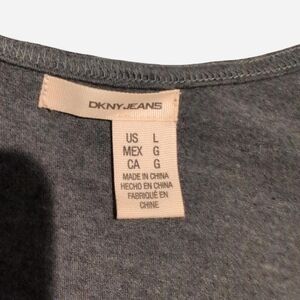 DKNYJEANS
US L
MEX G
CA G
MADE IN CHINA
HECHO EN CHINA
FABRIQUÉ EN
CHINE